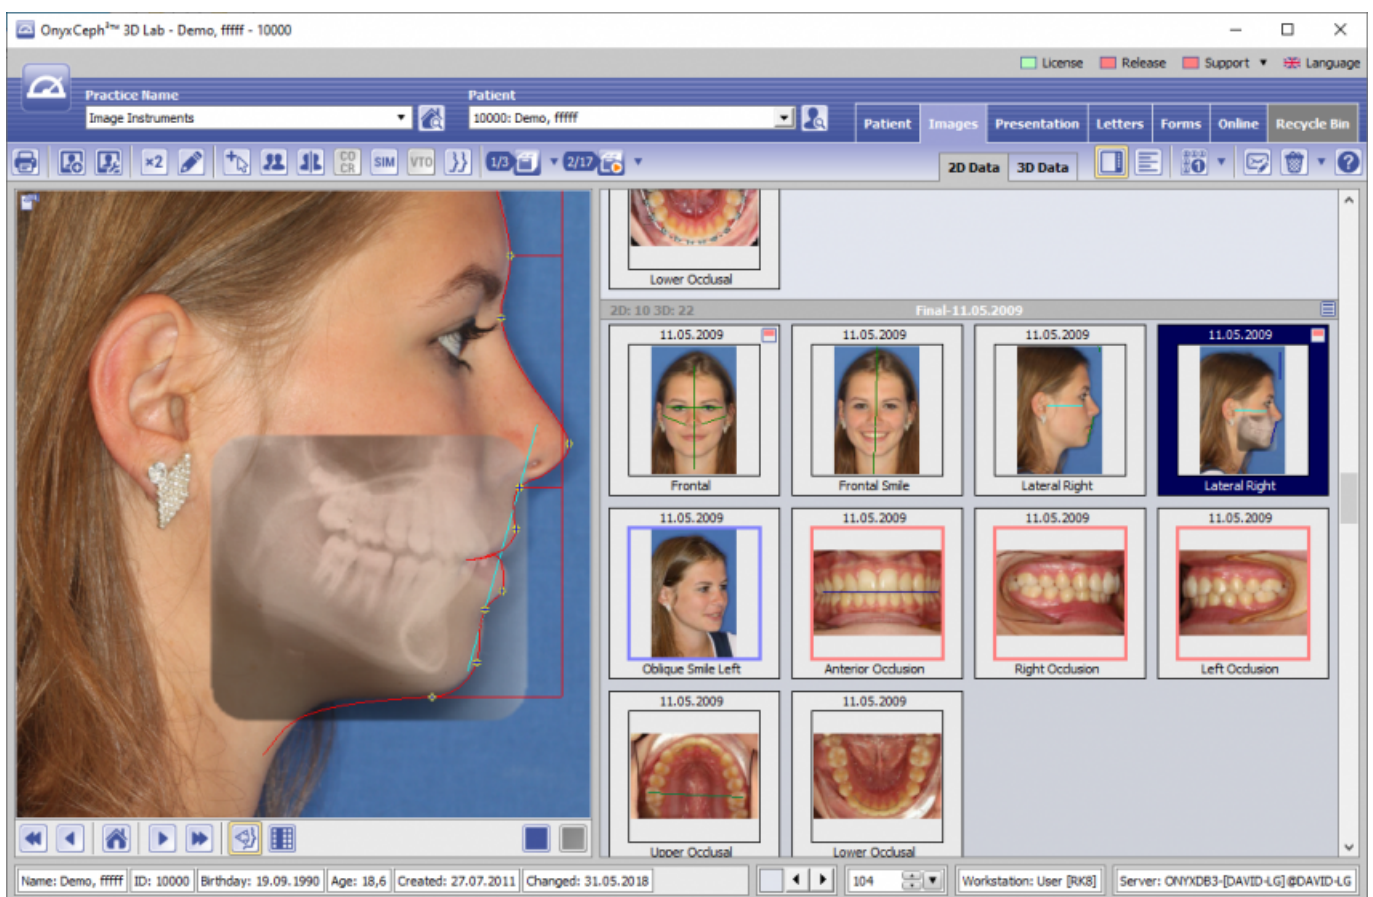 OnyxCeph³™ 3D Lab - Demo, fffff - 10000
License Release Support Language
Practice Name Patient
Image Instruments 10000: Demo, fffff
Patient Images Presentation Letters Forms Online Recycle Bin
×2 CO CR SIM VTO 1/3 2/17
2D Data 3D Data
Lower Occlusal
2D: 10 3D: 22 Final-11.05.2009
11.05.2009 11.05.2009 11.05.2009 11.05.2009
Frontal Frontal Smile Lateral Right Lateral Right
11.05.2009 11.05.2009 11.05.2009 11.05.2009
Oblique Smile Left Anterior Occlusion Right Occlusion Left Occlusion
11.05.2009 11.05.2009
Upper Occlusal Lower Occlusal
Name: Demo, fffff ID: 10000 Birthday: 19.09.1990 Age: 18,6 Created: 27.07.2011 Changed: 31.05.2018 104 Workstation: User [RK8] Server: ONYXDB3-[DAVID-LG]@DAVID-LG